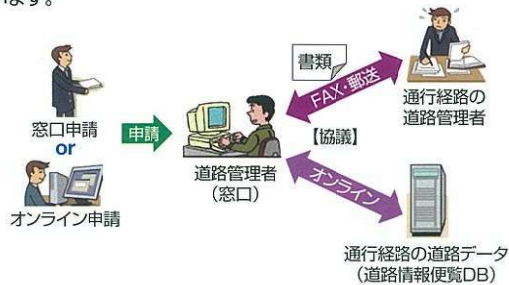 ます。
窓口申請
or
オンライン申請
申請
道路管理者
(窓口)
書類
FAX・郵送
【協議】
オンライン
通行経路の
道路管理者
通行経路の道路データ
(道路情報便覧DB)